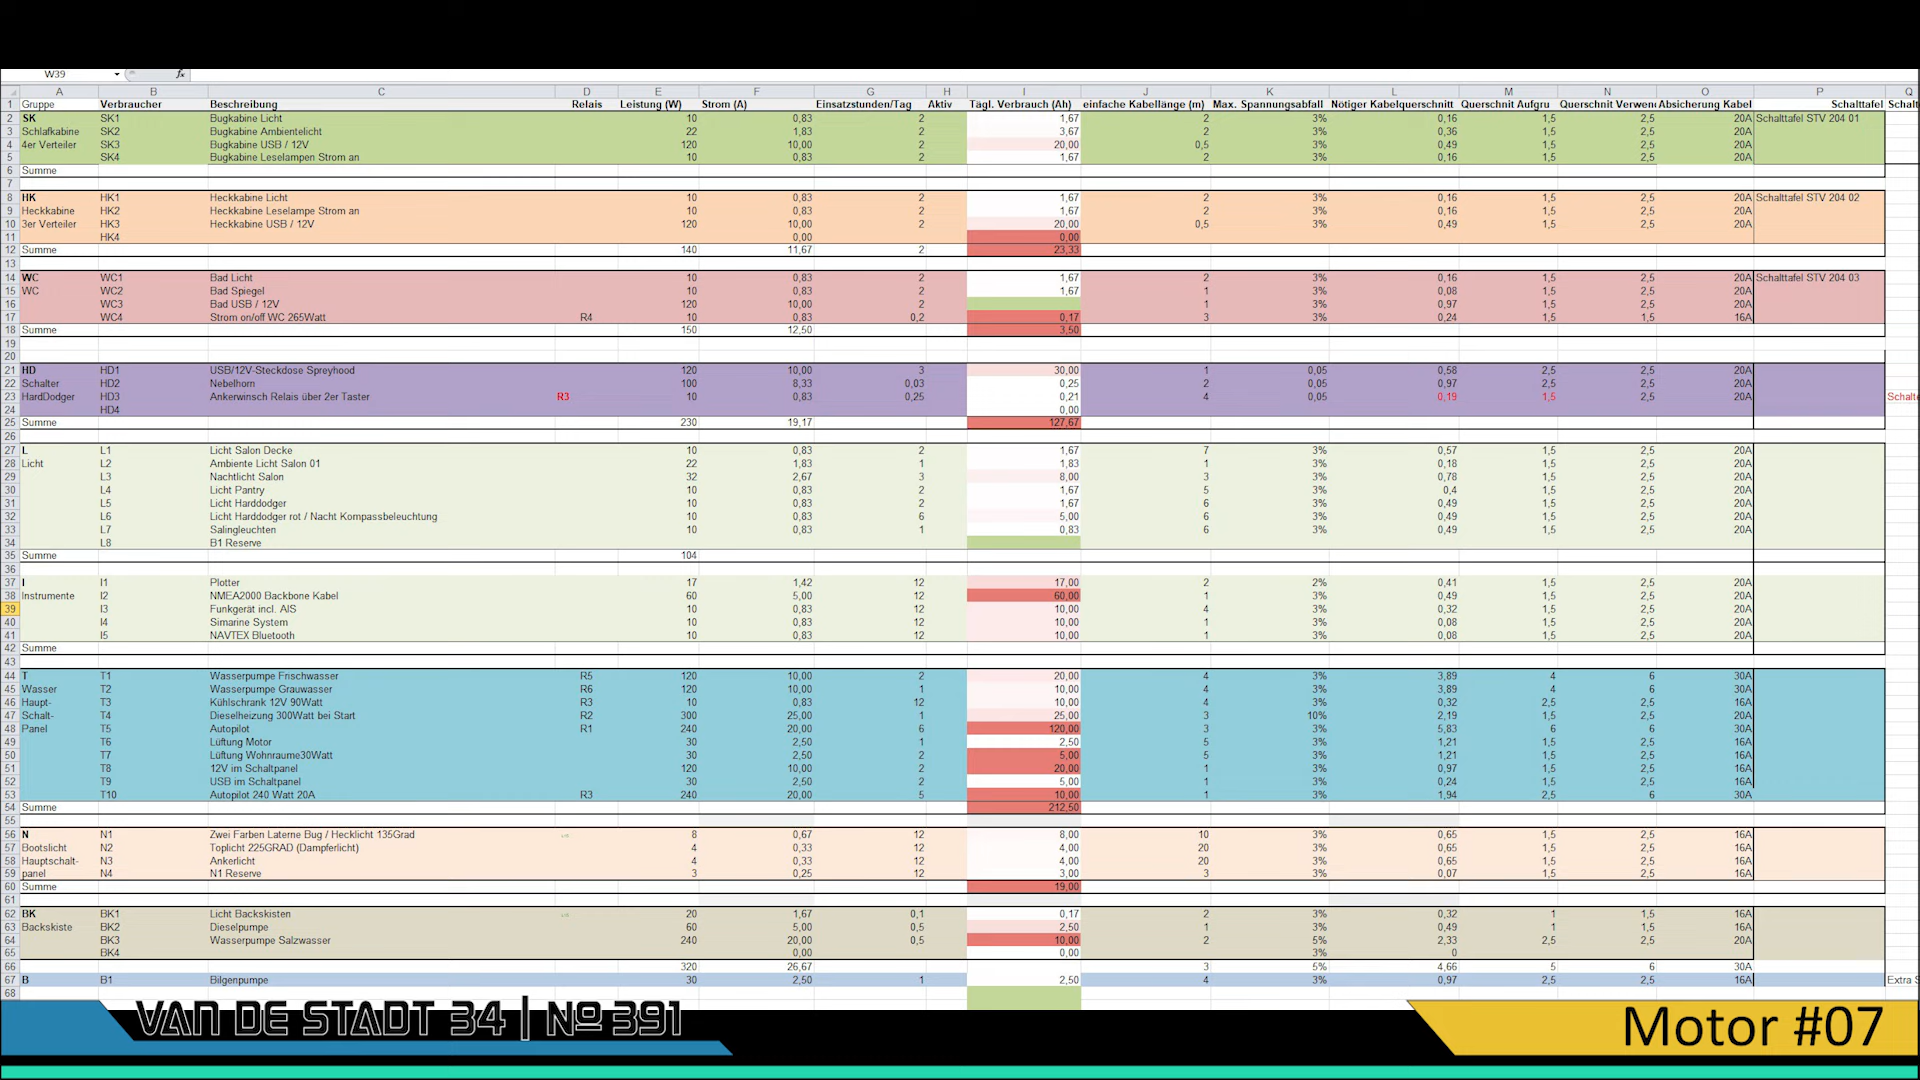 W39 fx
A B C D E F G H I J K L M N O P Q
1 Gruppe Verbraucher Beschreibung Relais Leistung (W) Strom (A) Einsatzstunden/Tag Aktiv Tägl. Verbrauch (Ah) einfache Kabellänge (m) Max. Spannungsabfall Nötiger Kabelquerschnitt Querschnit Aufgru Querschnit Verwen Absicherung Kabel Schalttafel Schalt
2 SK SK1 Bugkabine Licht 10 0,83 2 1,67 2 3% 0,16 1,5 2,5 20A Schalttafel STV 204 01
3 Schlafkabine SK2 Bugkabine Ambientelicht 22 1,83 2 3,67 2 3% 0,36 1,5 2,5 20A
4 4er Verteiler SK3 Bugkabine USB / 12V 120 10,00 2 20,00 0,5 3% 0,49 1,5 2,5 20A
5 SK4 Bugkabine Leselampen Strom an 10 0,83 2 1,67 2 3% 0,16 1,5 2,5 20A
6 Summe
7
8 HK HK1 Heckkabine Licht 10 0,83 2 1,67 2 3% 0,16 1,5 2,5 20A Schalttafel STV 204 02
9 Heckkabine HK2 Heckkabine Leselampe Strom an 10 0,83 2 1,67 2 3% 0,16 1,5 2,5 20A
10 3er Verteiler HK3 Heckkabine USB / 12V 120 10,00 2 20,00 0,5 3% 0,49 1,5 2,5 20A
11 HK4 0,00 0,00
12 Summe 140 11,67 2 23,33
13
14 WC WC1 Bad Licht 10 0,83 2 1,67 2 3% 0,16 1,5 2,5 20A Schalttafel STV 204 03
15 WC WC2 Bad Spiegel 10 0,83 2 1,67 1 3% 0,08 1,5 2,5 20A
16 WC3 Bad USB / 12V 120 10,00 2 1 3% 0,97 1,5 2,5 20A
17 WC4 Strom on/off WC 265Watt R4 10 0,83 0,2 0,17 3 3% 0,24 1,5 1,5 16A
18 Summe 150 12,50 3,50
19
20
21 HD HD1 USB/12V-Steckdose Spreyhood 120 10,00 3 30,00 1 0,05 0,58 2,5 2,5 20A
22 Schalter HD2 Nebelhorn 100 8,33 0,03 0,25 2 0,05 0,97 2,5 2,5 20A
23 HardDodger HD3 Ankerwinsch Relais über 2er Taster R3 10 0,83 0,25 0,21 4 0,05 0,19 1,5 2,5 20A Schalte
24 HD4 0,00
25 Summe 230 19,17 127,67
26
27 L L1 Licht Salon Decke 10 0,83 2 1,67 7 3% 0,57 1,5 2,5 20A
28 Licht L2 Ambiente Licht Salon 01 22 1,83 1 1,83 1 3% 0,18 1,5 2,5 20A
29 L3 Nachtlicht Salon 32 2,67 3 8,00 3 3% 0,78 1,5 2,5 20A
30 L4 Licht Pantry 10 0,83 2 1,67 5 3% 0,4 1,5 2,5 20A
31 L5 Licht Harddodger 10 0,83 2 1,67 6 3% 0,49 1,5 2,5 20A
32 L6 Licht Harddodger rot / Nacht Kompassbeleuchtung 10 0,83 6 5,00 6 3% 0,49 1,5 2,5 20A
33 L7 Salingleuchten 10 0,83 1 0,83 6 3% 0,49 1,5 2,5 20A
34 L8 B1 Reserve
35 Summe 104
36
37 I I1 Plotter 17 1,42 12 17,00 2 2% 0,41 1,5 2,5 20A
38 Instrumente I2 NMEA2000 Backbone Kabel 60 5,00 12 60,00 1 3% 0,49 1,5 2,5 20A
39 I3 Funkgerät incl. AIS 10 0,83 12 10,00 4 3% 0,32 1,5 2,5 20A
40 I4 Simarine System 10 0,83 12 10,00 1 3% 0,08 1,5 2,5 20A
41 I5 NAVTEX Bluetooth 10 0,83 12 10,00 1 3% 0,08 1,5 2,5 20A
42 Summe
43
44 T T1 Wasserpumpe Frischwasser R5 120 10,00 2 20,00 4 3% 3,89 4 6 30A
45 Wasser T2 Wasserpumpe Grauwasser R6 120 10,00 1 10,00 4 3% 3,89 4 6 30A
46 Haupt- T3 Kühlschrank 12V 90Watt R3 10 0,83 12 10,00 4 3% 0,32 2,5 2,5 16A
47 Schalt- T4 Dieselheizung 300Watt bei Start R2 300 25,00 1 25,00 3 10% 2,19 1,5 2,5 20A
48 Panel T5 Autopilot R1 240 20,00 6 120,00 3 3% 5,83 6 6 30A
49 T6 Lüftung Motor 30 2,50 1 2,50 5 3% 1,21 1,5 2,5 16A
50 T7 Lüftung Wohnraume30Watt 30 2,50 2 5,00 5 3% 1,21 1,5 2,5 16A
51 T8 12V im Schaltpanel 120 10,00 2 20,00 1 3% 0,97 1,5 2,5 16A
52 T9 USB im Schaltpanel 30 2,50 2 5,00 1 3% 0,24 1,5 2,5 16A
53 T10 Autopilot 240 Watt 20A R3 240 20,00 5 10,00 1 3% 1,94 2,5 6 30A
54 Summe 212,50
55
56 N N1 Zwei Farben Laterne Bug / Hecklicht 135Grad 8 0,67 12 8,00 10 3% 0,65 1,5 2,5 16A
57 Bootslicht N2 Toplicht 225GRAD (Dampferlicht) 4 0,33 12 4,00 20 3% 0,65 1,5 2,5 16A
58 Hauptschalt- N3 Ankerlicht 4 0,33 12 4,00 20 3% 0,65 1,5 2,5 16A
59 panel N4 N1 Reserve 3 0,25 12 3,00 3 3% 0,07 1,5 2,5 16A
60 Summe 19,00
61
62 BK BK1 Licht Backskisten 20 1,67 0,1 0,17 2 3% 0,32 1 1,5 16A
63 Backskiste BK2 Dieselpumpe 60 5,00 0,5 2,50 1 3% 0,49 1 1,5 16A
64 BK3 Wasserpumpe Salzwasser 240 20,00 0,5 10,00 2 5% 2,33 2,5 2,5 20A
65 BK4 0,00 0,00 3% 0
66 320 26,67 3 5% 4,66 5 6 30A
67 B B1 Bilgenpumpe 30 2,50 1 2,50 4 3% 0,97 1,5 2,5 16A Extra S
68
VAN DE STADT 34 | № 391
Motor #07